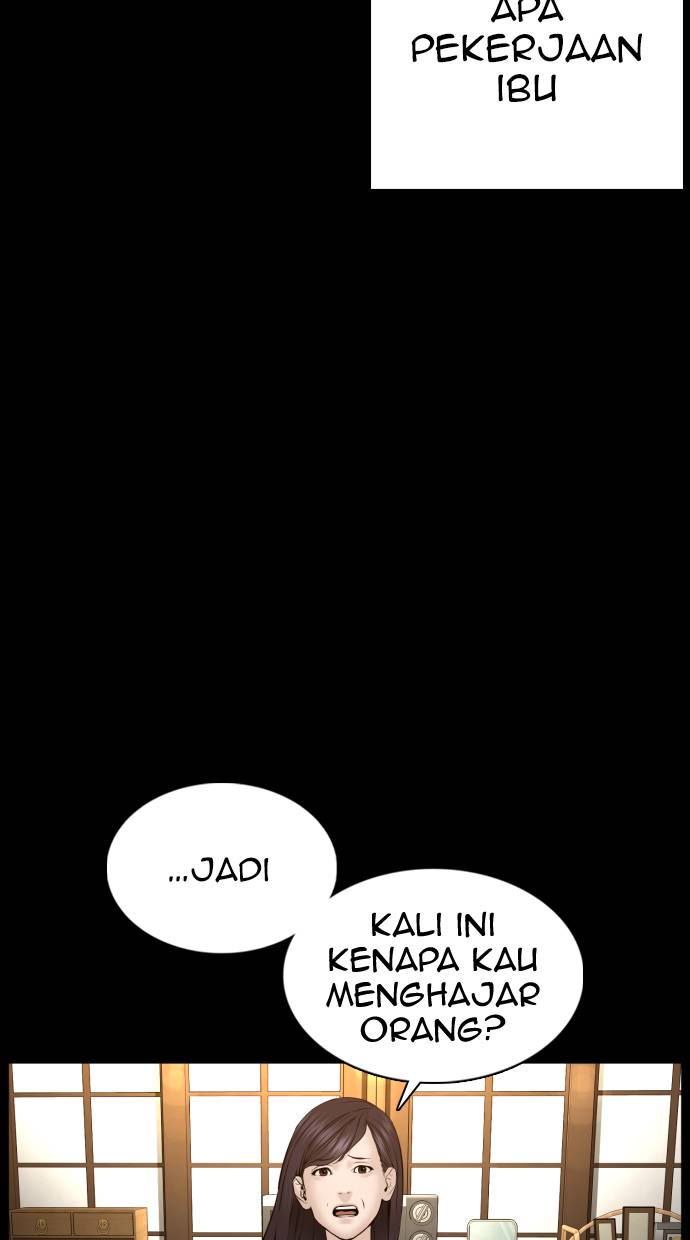 APA
PEKERJAAN
IBU
...JADI
KALI INI
KENAPA KAU
MENGHAJAR
ORANG?